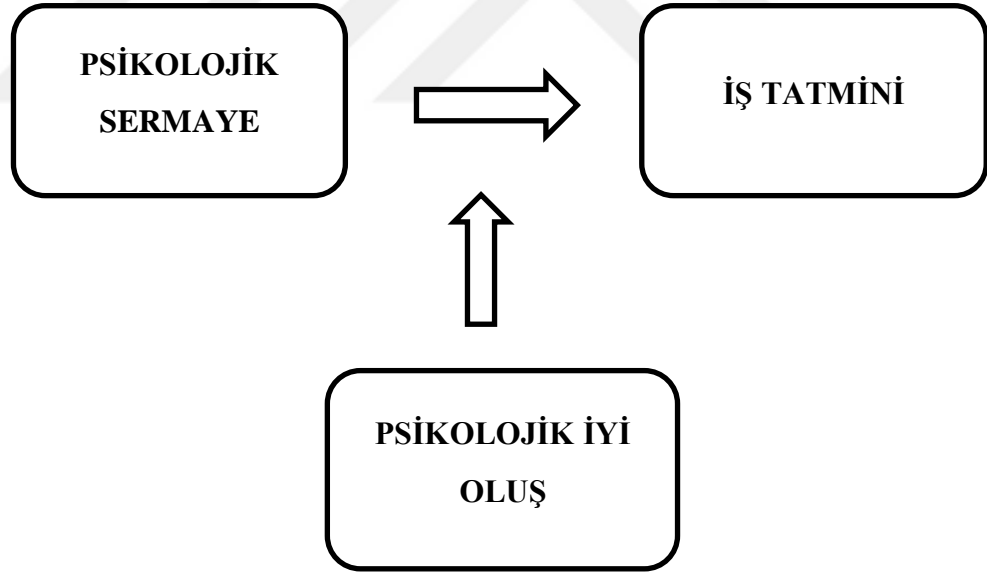 PSİKOLOJİK
SERMAYE
İŞ TATMİNİ
PSİKOLOJİK İYİ
OLUŞ